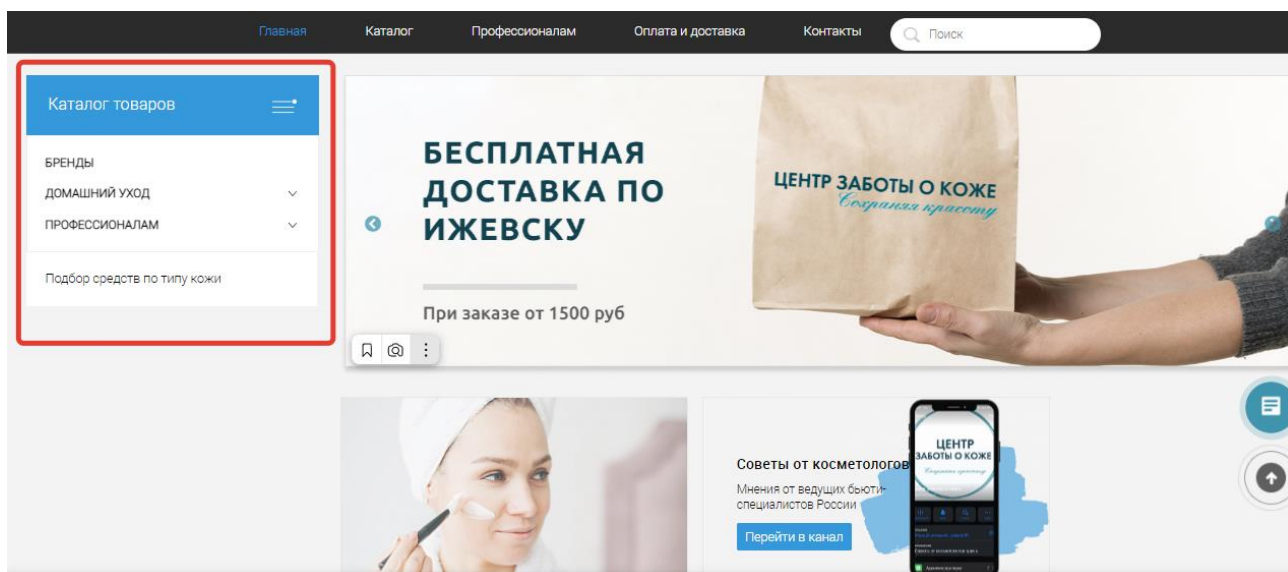 Главная Каталог Профессионалам Оплата и доставка Контакты Поиск
Каталог товаров
БРЕНДЫ
ДОМАШНИЙ УХОД
ПРОФЕССИОНАЛАМ
Подбор средств по типу кожи
БЕСПЛАТНАЯ
ДОСТАВКА ПО
ИЖЕВСКУ
При заказе от 1500 руб
ЦЕНТР ЗАБОТЫ О КОЖЕ
Сохраняя красоту
Советы от косметологов
Мнения от ведущих бьюти-
специалистов России
Перейти в канал
ЦЕНТР
ЗАБОТЫ О КОЖЕ
Сохраняя красоту